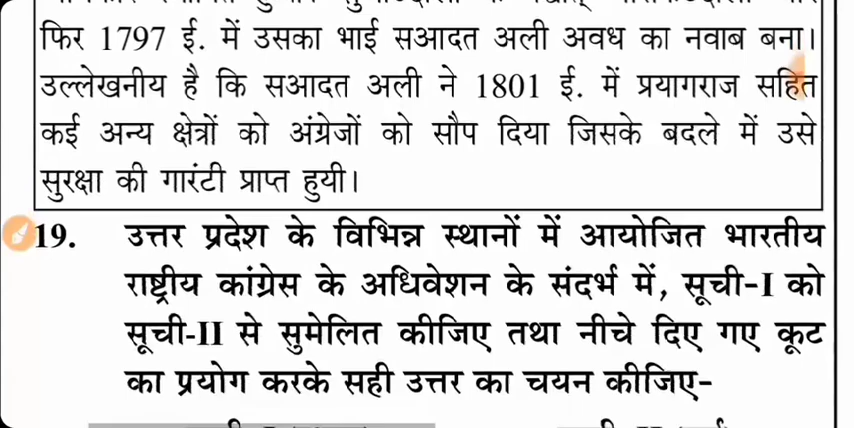 फिर 1797 ई. में उसका भाई सआदत अली अवध का नवाब बना।
उल्लेखनीय है कि सआदत अली ने 1801 ई. में प्रयागराज सहित
कई अन्य क्षेत्रों को अंग्रेजों को सौप दिया जिसके बदले में उसे
सुरक्षा की गारंटी प्राप्त हुयी।
19. उत्तर प्रदेश के विभिन्न स्थानों में आयोजित भारतीय
राष्ट्रीय कांग्रेस के अधिवेशन के संदर्भ में, सूची-I को
सूची-II से सुमेलित कीजिए तथा नीचे दिए गए कूट
का प्रयोग करके सही उत्तर का चयन कीजिए-